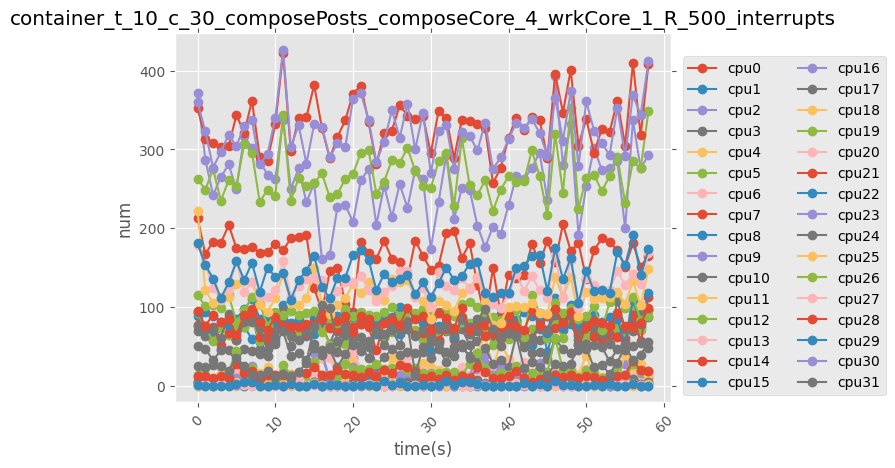 container_t_10_c_30_composePosts_composeCore_4_wrkCore_1_R_500_interrupts
400
300
200
100
0
num
0
10
20
30
40
50
60
time(s)
cpu0
cpu1
cpu2
cpu3
cpu4
cpu5
cpu6
cpu7
cpu8
cpu9
cpu10
cpu11
cpu12
cpu13
cpu14
cpu15
cpu16
cpu17
cpu18
cpu19
cpu20
cpu21
cpu22
cpu23
cpu24
cpu25
cpu26
cpu27
cpu28
cpu29
cpu30
cpu31